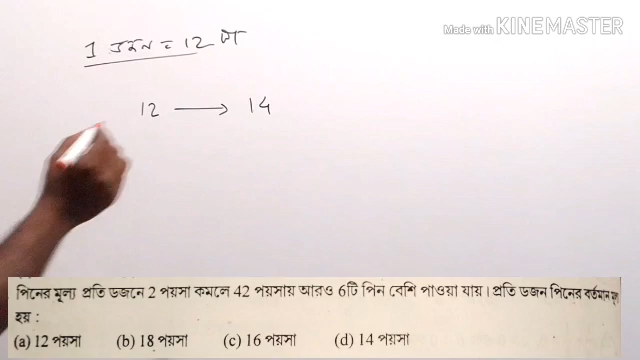 Made with KINEMASTER
1 ডজন = 12 টা
12 → 14
পিনের মূল্য প্রতি ডজনে 2 পয়সা কমলে 42 পয়সায় আরও 6টি পিন বেশি পাওয়া যায়। প্রতি ডজন পিনের বর্তমান মূল্য
হয় :
(a) 12 পয়সা (b) 18 পয়সা (c) 16 পয়সা (d) 14 পয়সা